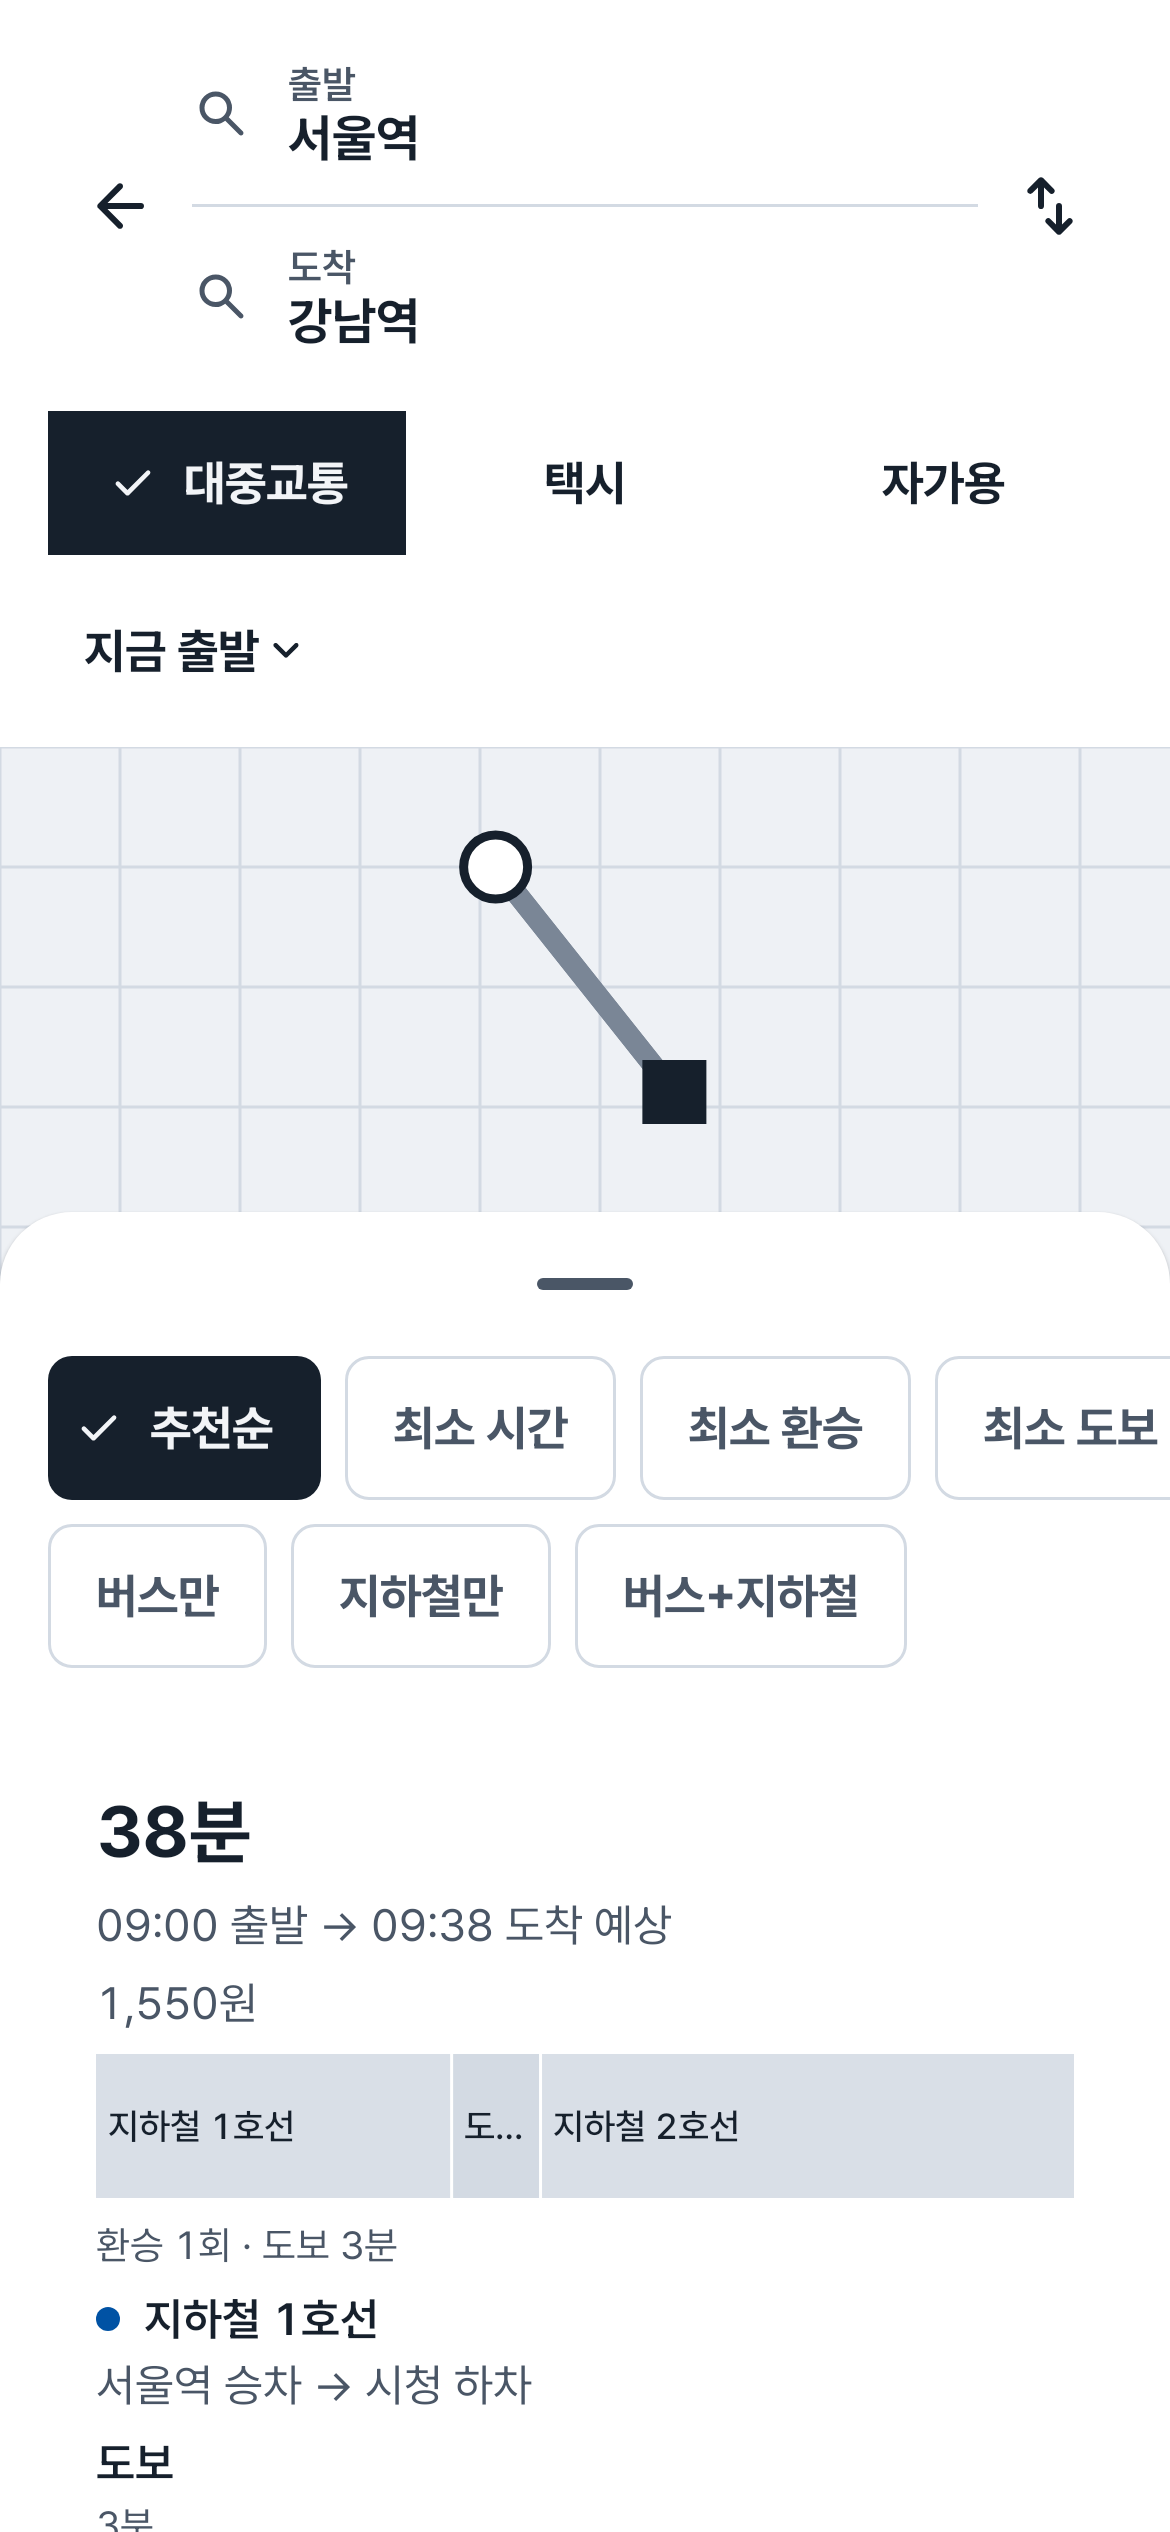 출발
서울역
도착
강남역
대중교통 택시 자가용
지금 출발
추천순 최소 시간 최소 환승 최소 도보
버스만 지하철만 버스+지하철
38분
09:00 출발 → 09:38 도착 예상
1,550원
지하철 1호선 도... 지하철 2호선
환승 1회 · 도보 3분
지하철 1호선
서울역 승차 → 시청 하차
도보
3분